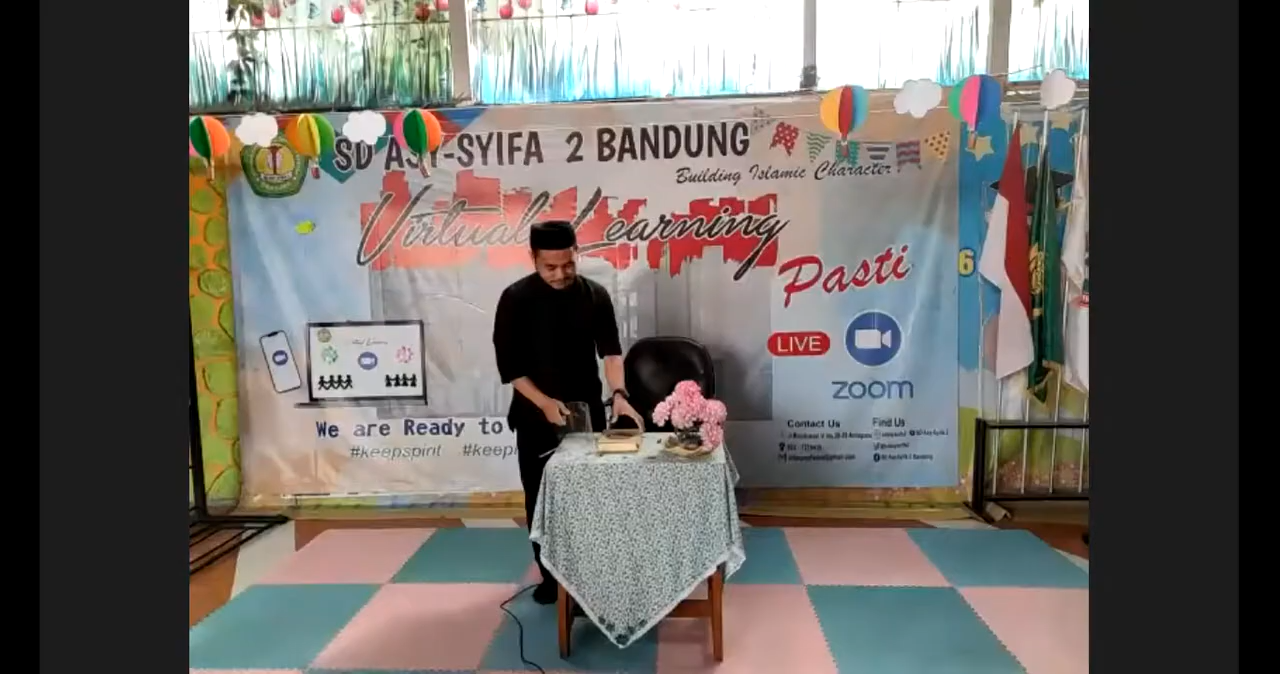 SD ASY-SYIFA 2 BANDUNG
Building Islamic Character
Virtual Learning
Pasti
LIVE
zoom
6
We are Ready to
#keepspirit #keep
Contact Us
Find Us